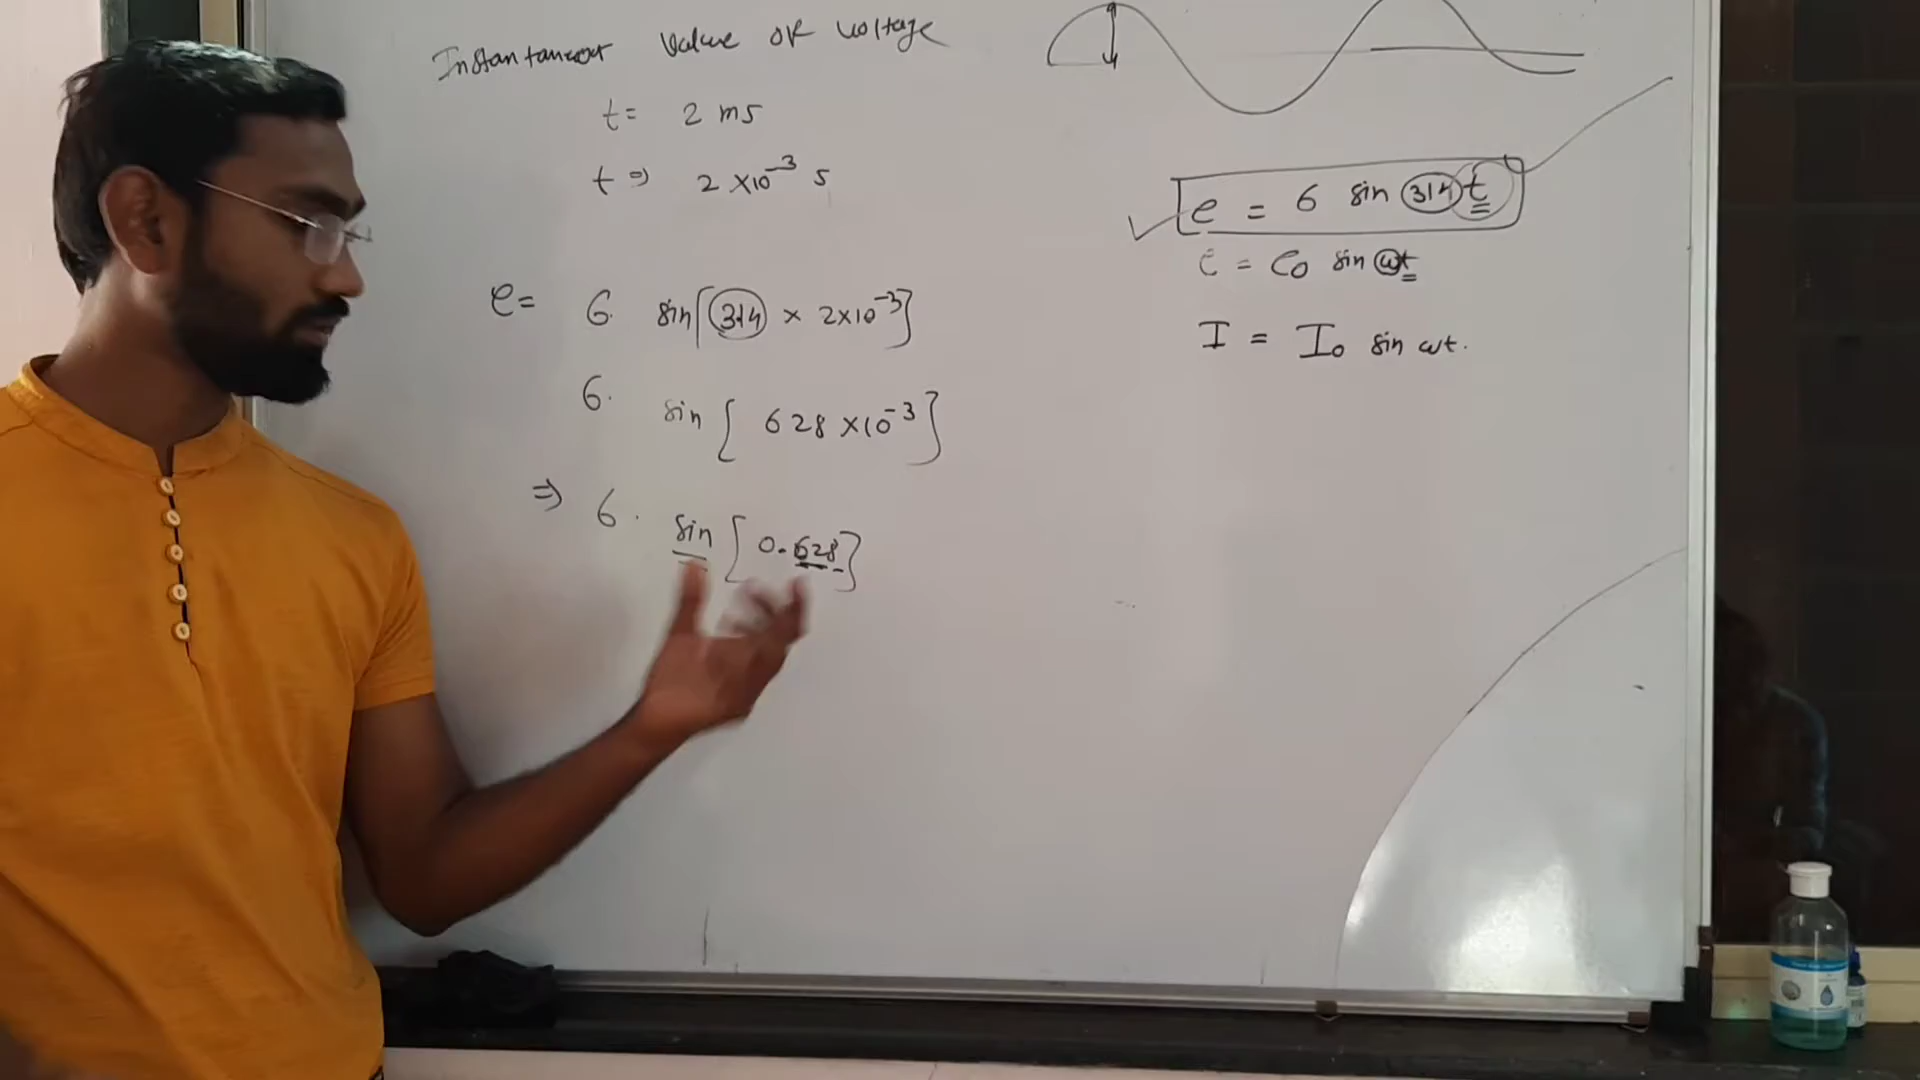 Instantaneous Value of voltage
t = 2 ms
t ⇒ 2 × 10⁻³ s
e = 6 sin [314 × 2×10⁻³]
6. sin [628 × 10⁻³]
⇒ 6. sin [0.628]
e = 6 sin 314 t
e = e₀ sin ωt
I = I₀ sin ωt.